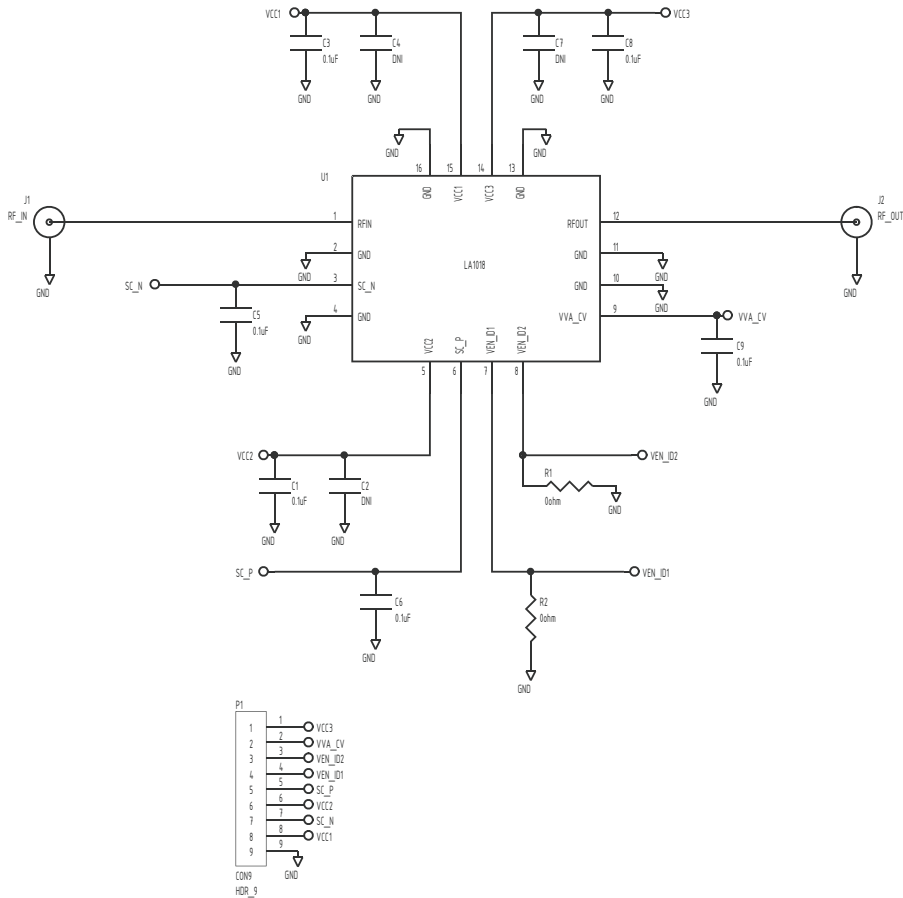 VCC1
VCC3
C3
0.1uF
C4
DNI
C7
DNI
C8
0.1uF
GND
GND
GND
GND
GND
GND
16
15
14
13
U1
GND
VCC1
VCC3
GND
J1
RF_IN
1
RFIN
RFOUT
12
J2
RF_OUT
2
GND
GND
11
GND
LA1018
GND
GND
SC_N
3
SC_N
GND
10
GND
4
GND
VVA_CV
9
VVA_CV
GND
C5
0.1uF
VCC2
SC_P
VEN_ID1
VEN_ID2
C9
0.1uF
GND
5
6
7
8
GND
VCC2
VEN_ID2
R1
0ohm
C1
0.1uF
C2
DNI
GND
GND
GND
SC_P
VEN_ID1
C6
0.1uF
R2
0ohm
GND
GND
P1
1
1
VCC3
2
2
VVA_CV
3
3
VEN_ID2
4
4
VEN_ID1
5
5
SC_P
6
6
VCC2
7
7
SC_N
8
8
VCC1
9
9
GND
CON9
HDR_9